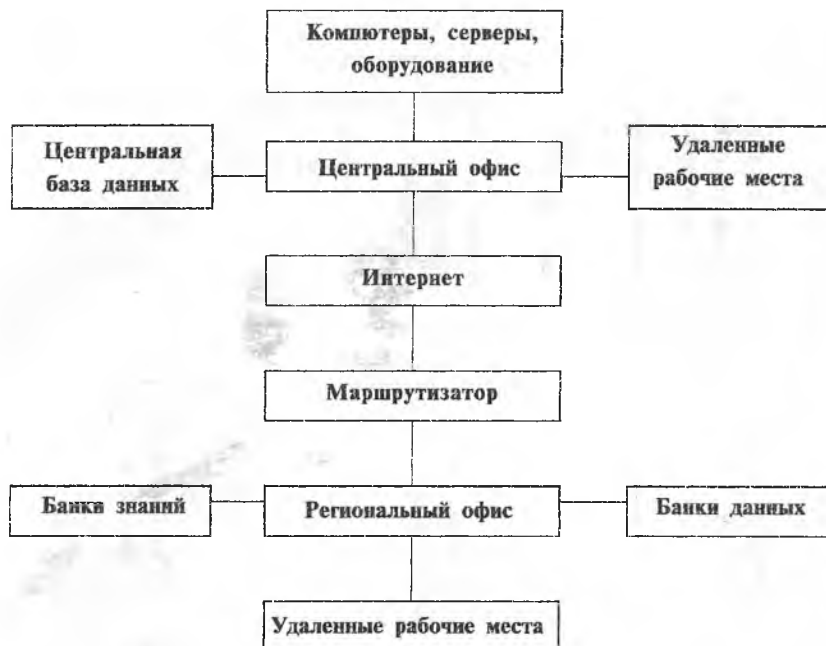 Компютеры, серверы,
оборудование
Центральная
база данных
Центральный офис
Удаленные
рабочие места
Интернет
Маршрутизатор
Банки знаний
Региональный офис
Банки данных
Удаленные рабочие места